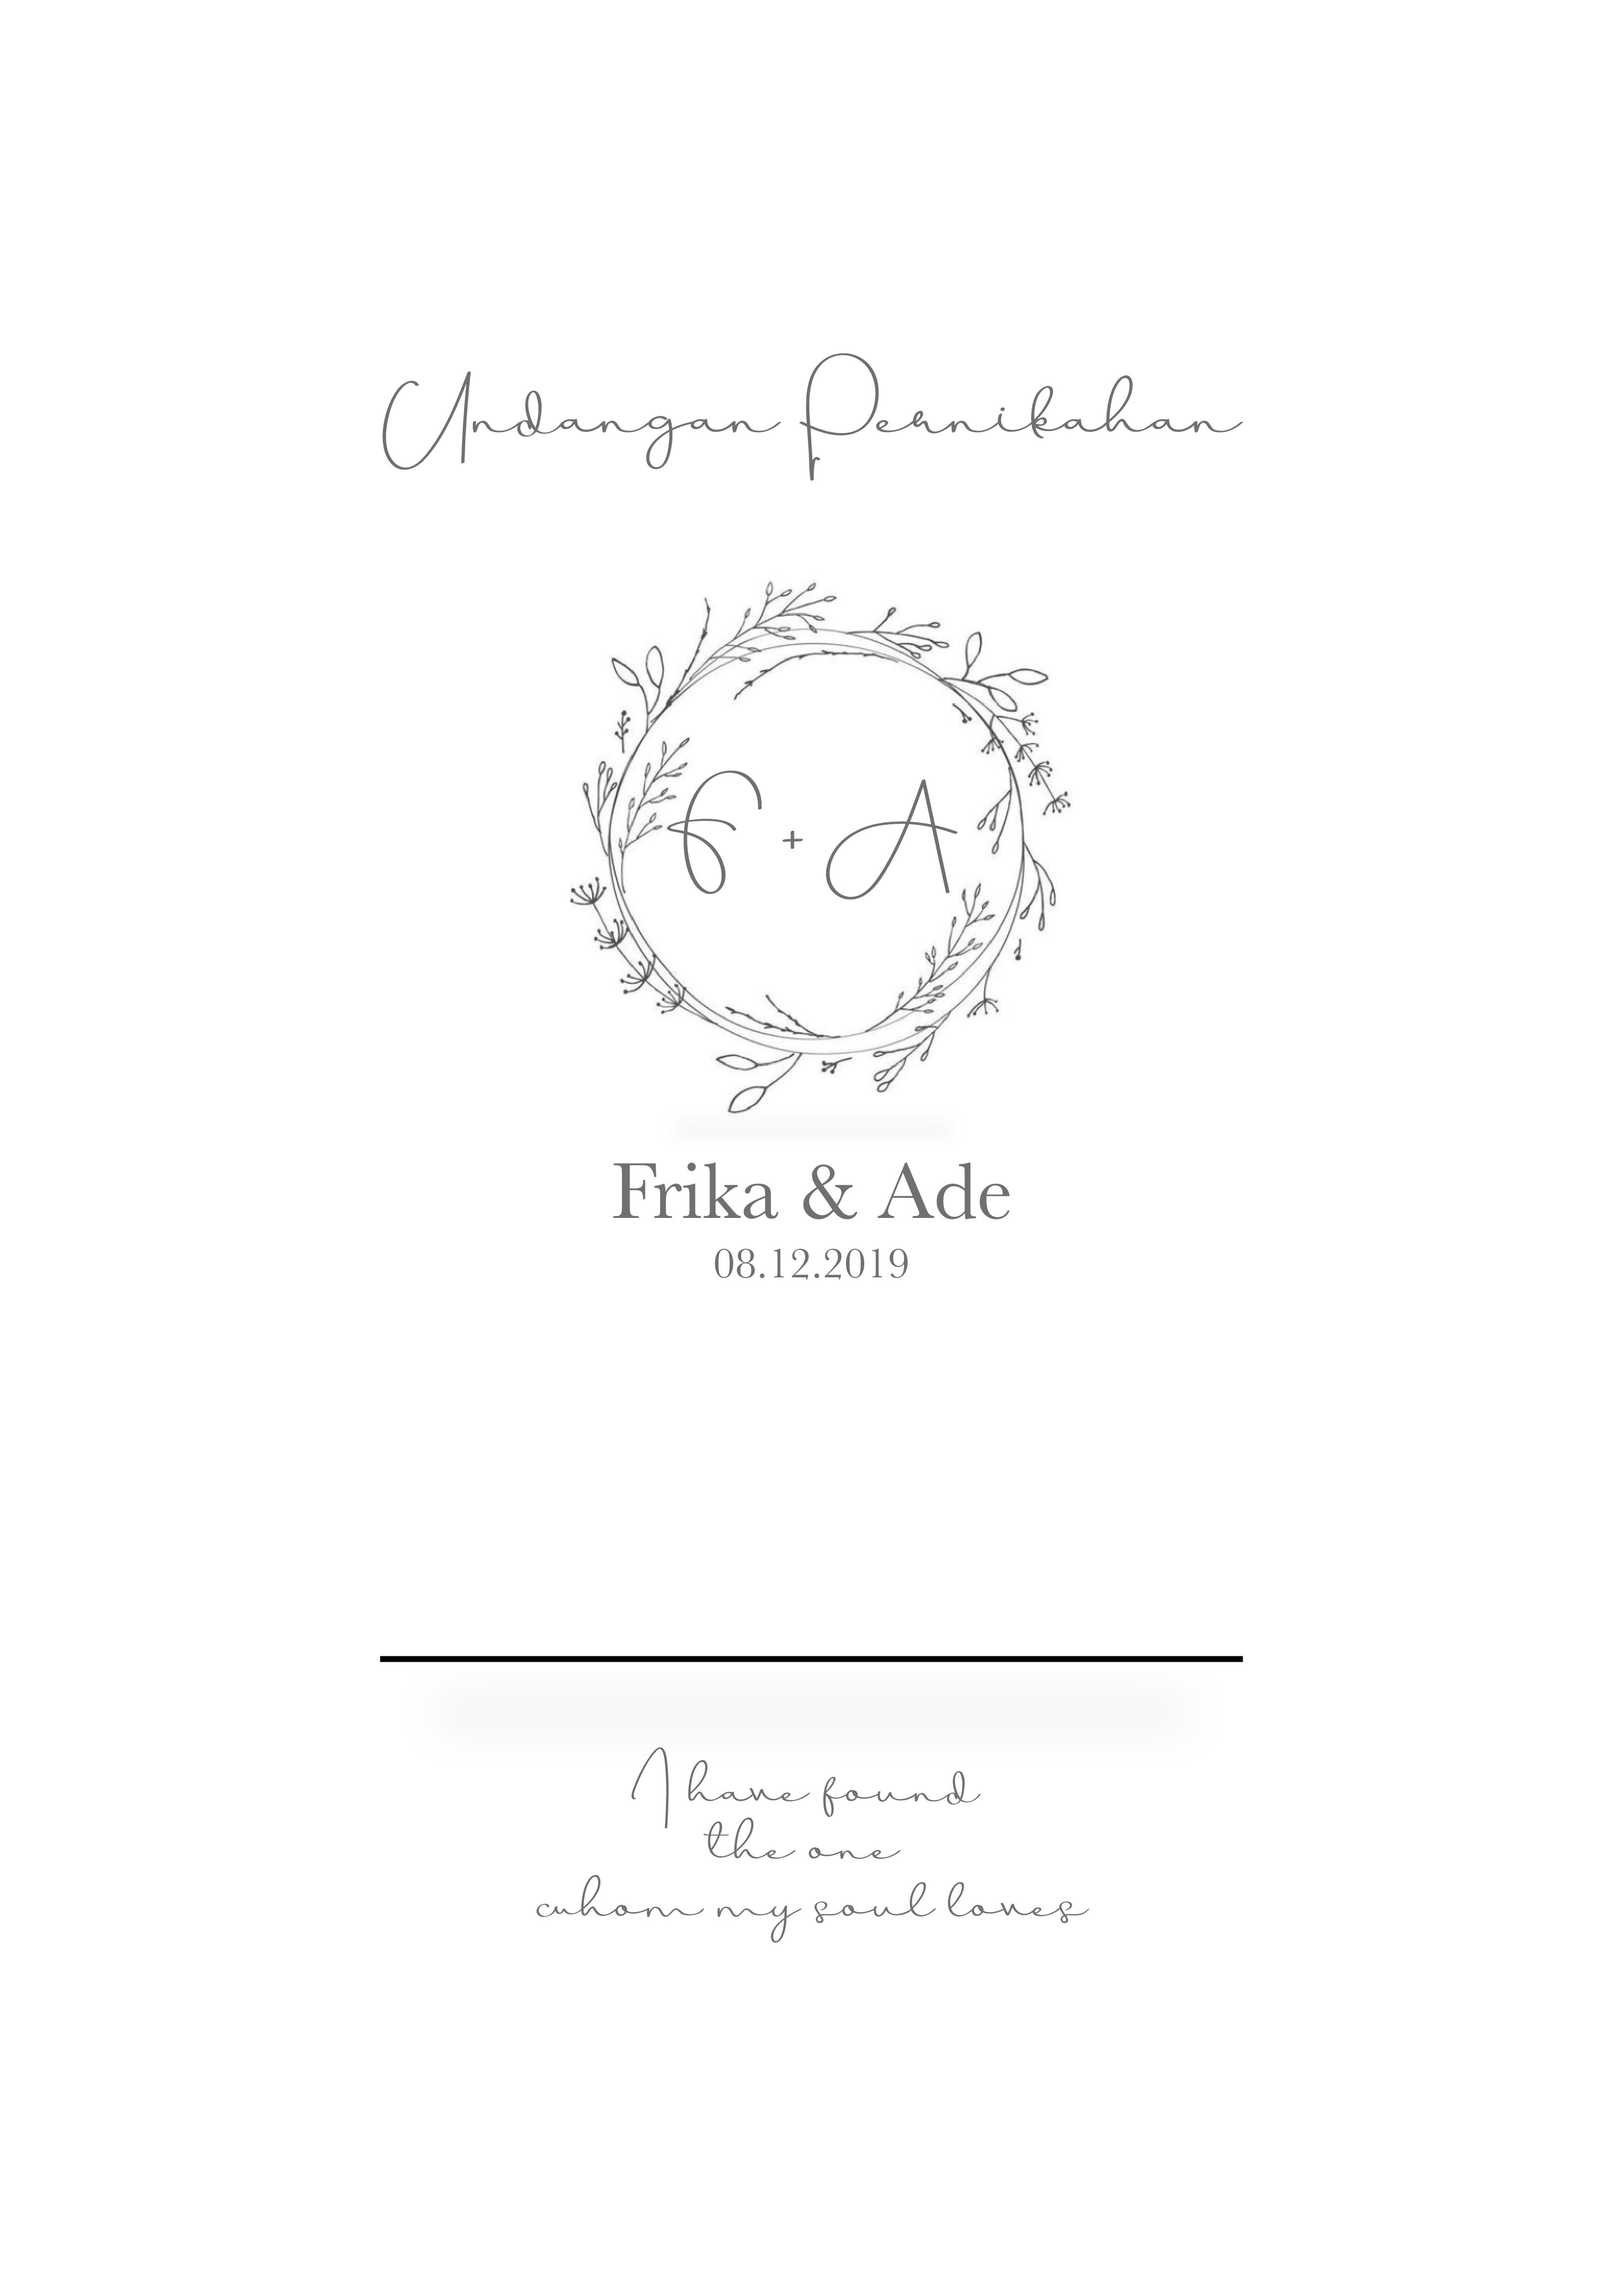 Undangan Pernikahan
F + A
Frika & Ade
08.12.2019
I have found
the one
whom my soul loves